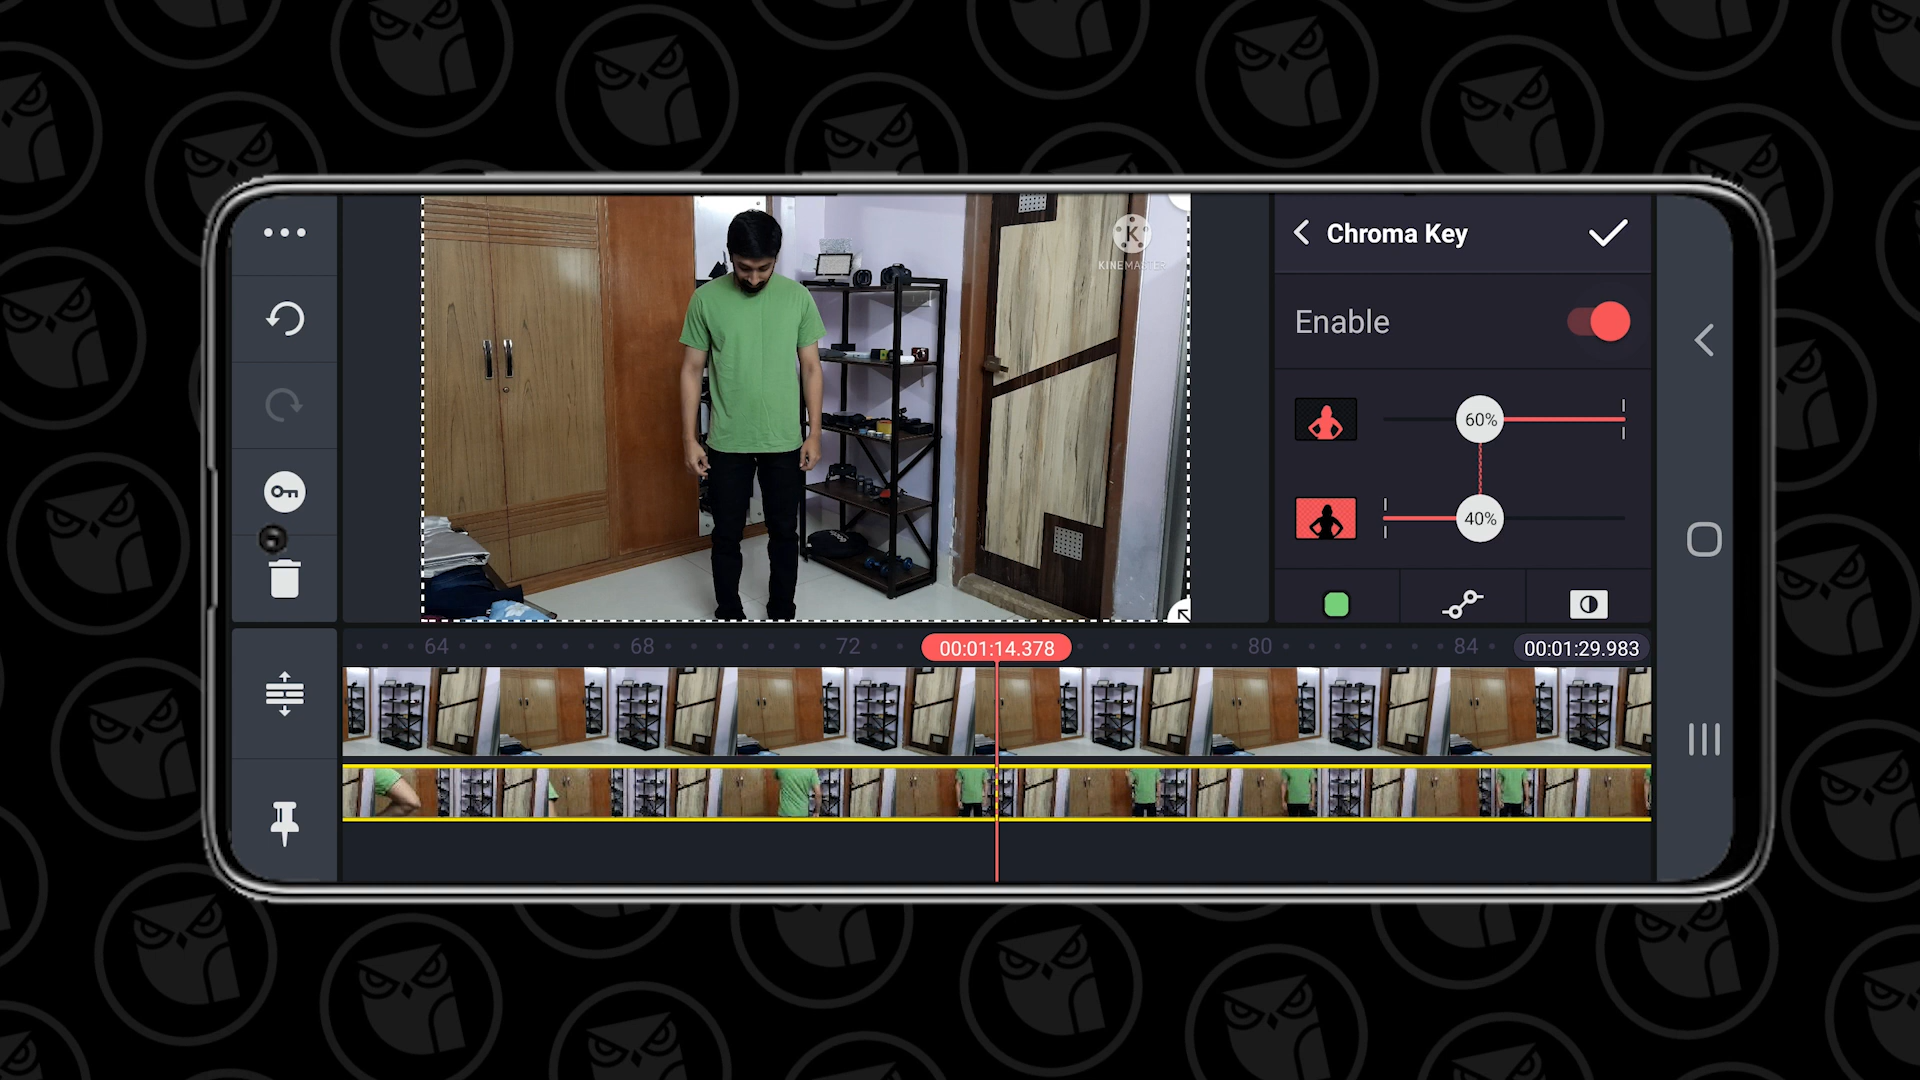 Chroma Key
K
KINEMASTER
Enable
60%
40%
64
68
72
00:01:14.378
80
84
00:01:29.983